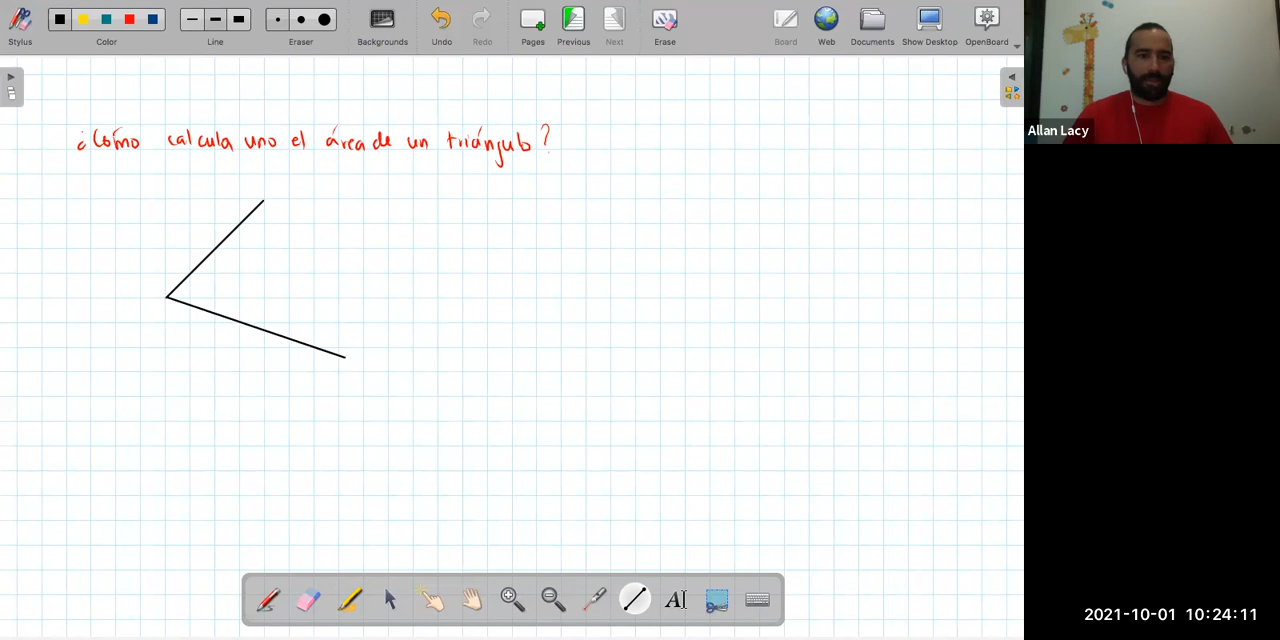 Stylus Color Line Eraser Backgrounds Undo Redo Pages Previous Next Erase Board Web Documents Show Desktop OpenBoard
Allan Lacy
¿Cómo calcula uno el área de un triángulo?
A
2021-10-01 10:24:11